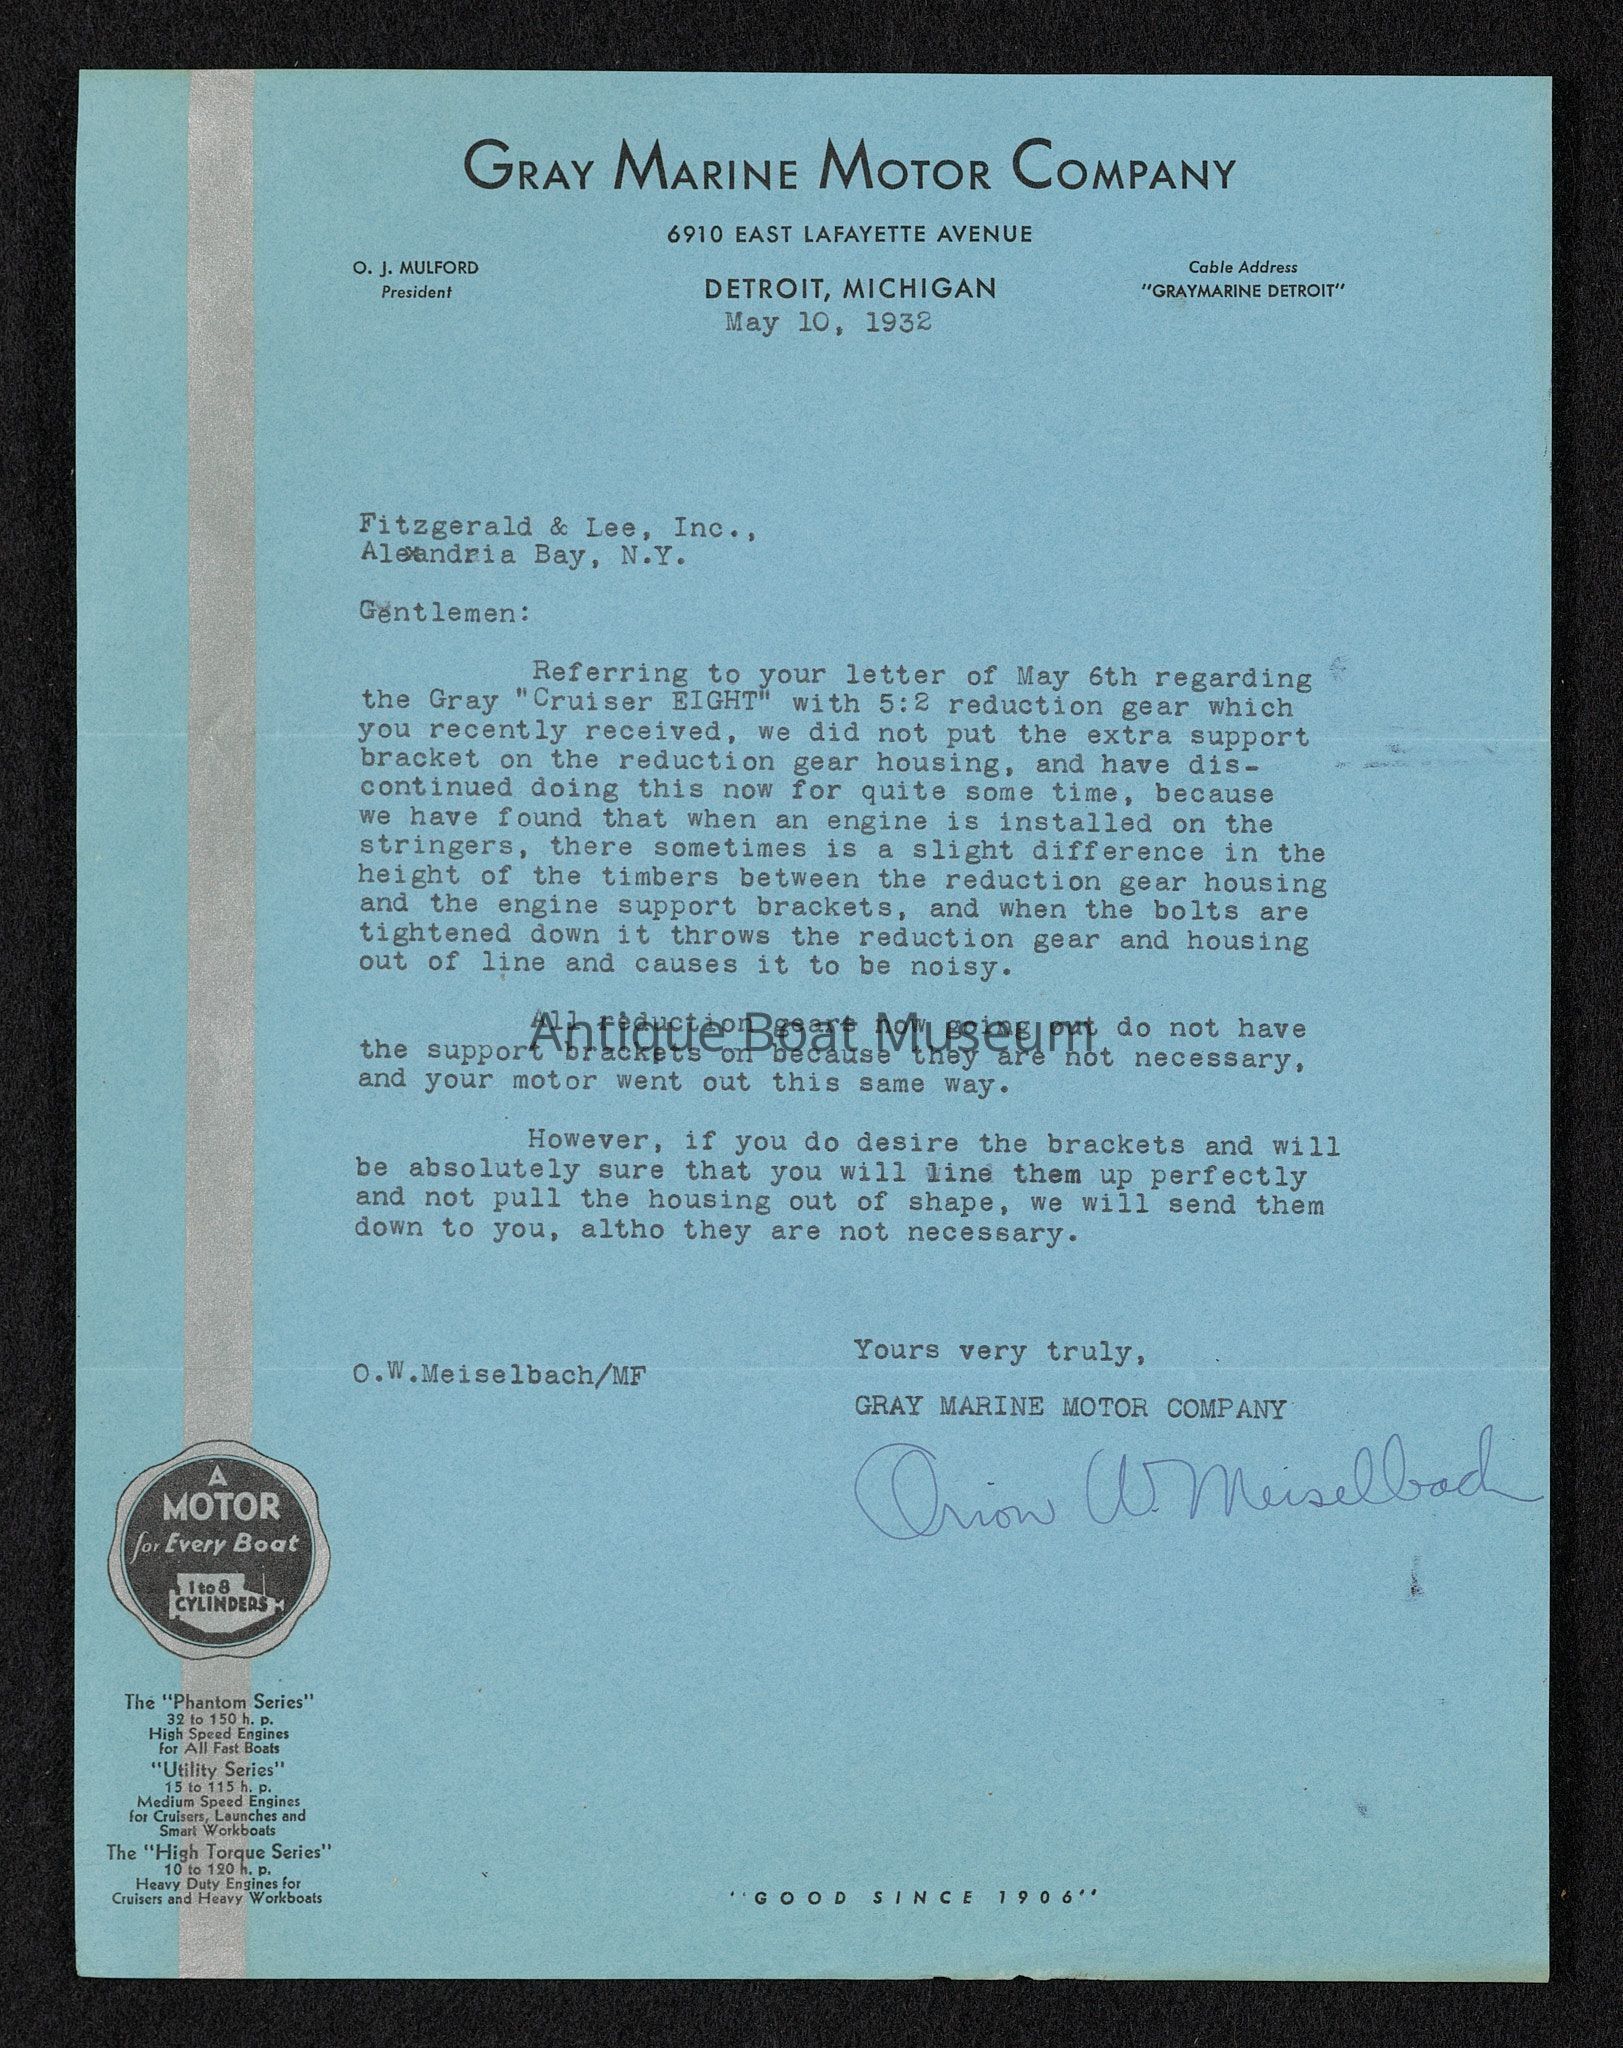 GRAY MARINE MOTOR COMPANY
6910 EAST LAFAYETTE AVENUE
O. J. MULFORD
President
DETROIT, MICHIGAN
Cable Address
"GRAYMARINE DETROIT"
May 10, 1932
Fitzgerald & Lee, Inc.,
Alexandria Bay, N.Y.
Gentlemen:
Referring to your letter of May 6th regarding
the Gray "Cruiser EIGHT" with 5:2 reduction gear which
you recently received, we did not put the extra support
bracket on the reduction gear housing, and have dis-
continued doing this now for quite some time, because
we have found that when an engine is installed on the
stringers, there sometimes is a slight difference in the
height of the timbers between the reduction gear housing
and the engine support brackets, and when the bolts are
tightened down it throws the reduction gear and housing
out of line and causes it to be noisy.
All reduction gears now going out do not have
Antique Boat Museum
the support brackets on because they are not necessary,
and your motor went out this same way.
However, if you do desire the brackets and will
be absolutely sure that you will line them up perfectly
and not pull the housing out of shape, we will send them
down to you, altho they are not necessary.
Yours very truly,
O.W.Meiselbach/MF
GRAY MARINE MOTOR COMPANY
Orion W. Meiselbach
A
MOTOR
for Every Boat
1 to 8
CYLINDERS
The "Phantom Series"
32 to 150 h. p.
High Speed Engines
for All Fast Boats
"Utility Series"
15 to 115 h. p.
Medium Speed Engines
for Cruisers, Launches and
Smart Workboats
The "High Torque Series"
10 to 120 h. p.
Heavy Duty Engines for
Cruisers and Heavy Workboats
"GOOD SINCE 1906"